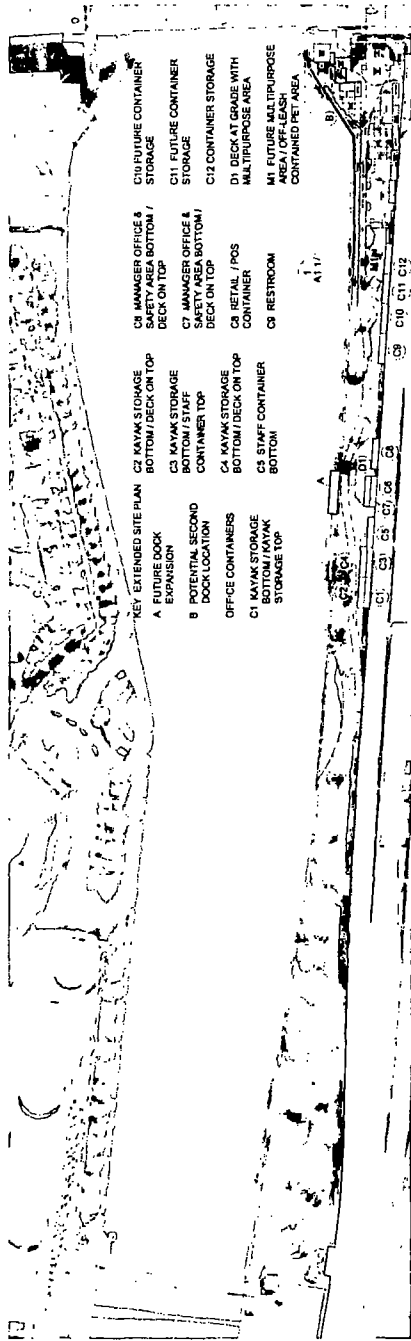 KEY EXTENDED SITE PLAN
A FUTURE DOCK
EXPANSION
B POTENTIAL SECOND
DOCK LOCATION
OFFICE CONTAINERS
C1 KAYAK STORAGE
BOTTOM / KAYAK
STORAGE TOP
C2 KAYAK STORAGE
BOTTOM / DECK ON TOP
C3 KAYAK STORAGE
BOTTOM / STAFF
CONTAINER TOP
C4 KAYAK STORAGE
BOTTOM / DECK ON TOP
C5 STAFF CONTAINER
BOTTOM
C6 MANAGER OFFICE &
SAFETY AREA BOTTOM /
DECK ON TOP
C7 MANAGER OFFICE &
SAFETY AREA BOTTOM /
DECK ON TOP
C8 RETAIL / POS
CONTAINER
C9 RESTROOM
C10 FUTURE CONTAINER
STORAGE
C11 FUTURE CONTAINER
STORAGE
C12 CONTAINER STORAGE
D1 DECK AT GRADE WITH
MULTIPURPOSE AREA
M1 FUTURE MULTIPURPOSE
AREA / OFF-LEASH
CONTAINED PET AREA
A
B
1
A11
C2
C4
D1
M1
C1
C3
C5
C7
C6
C8
C9
C10
C11
C12